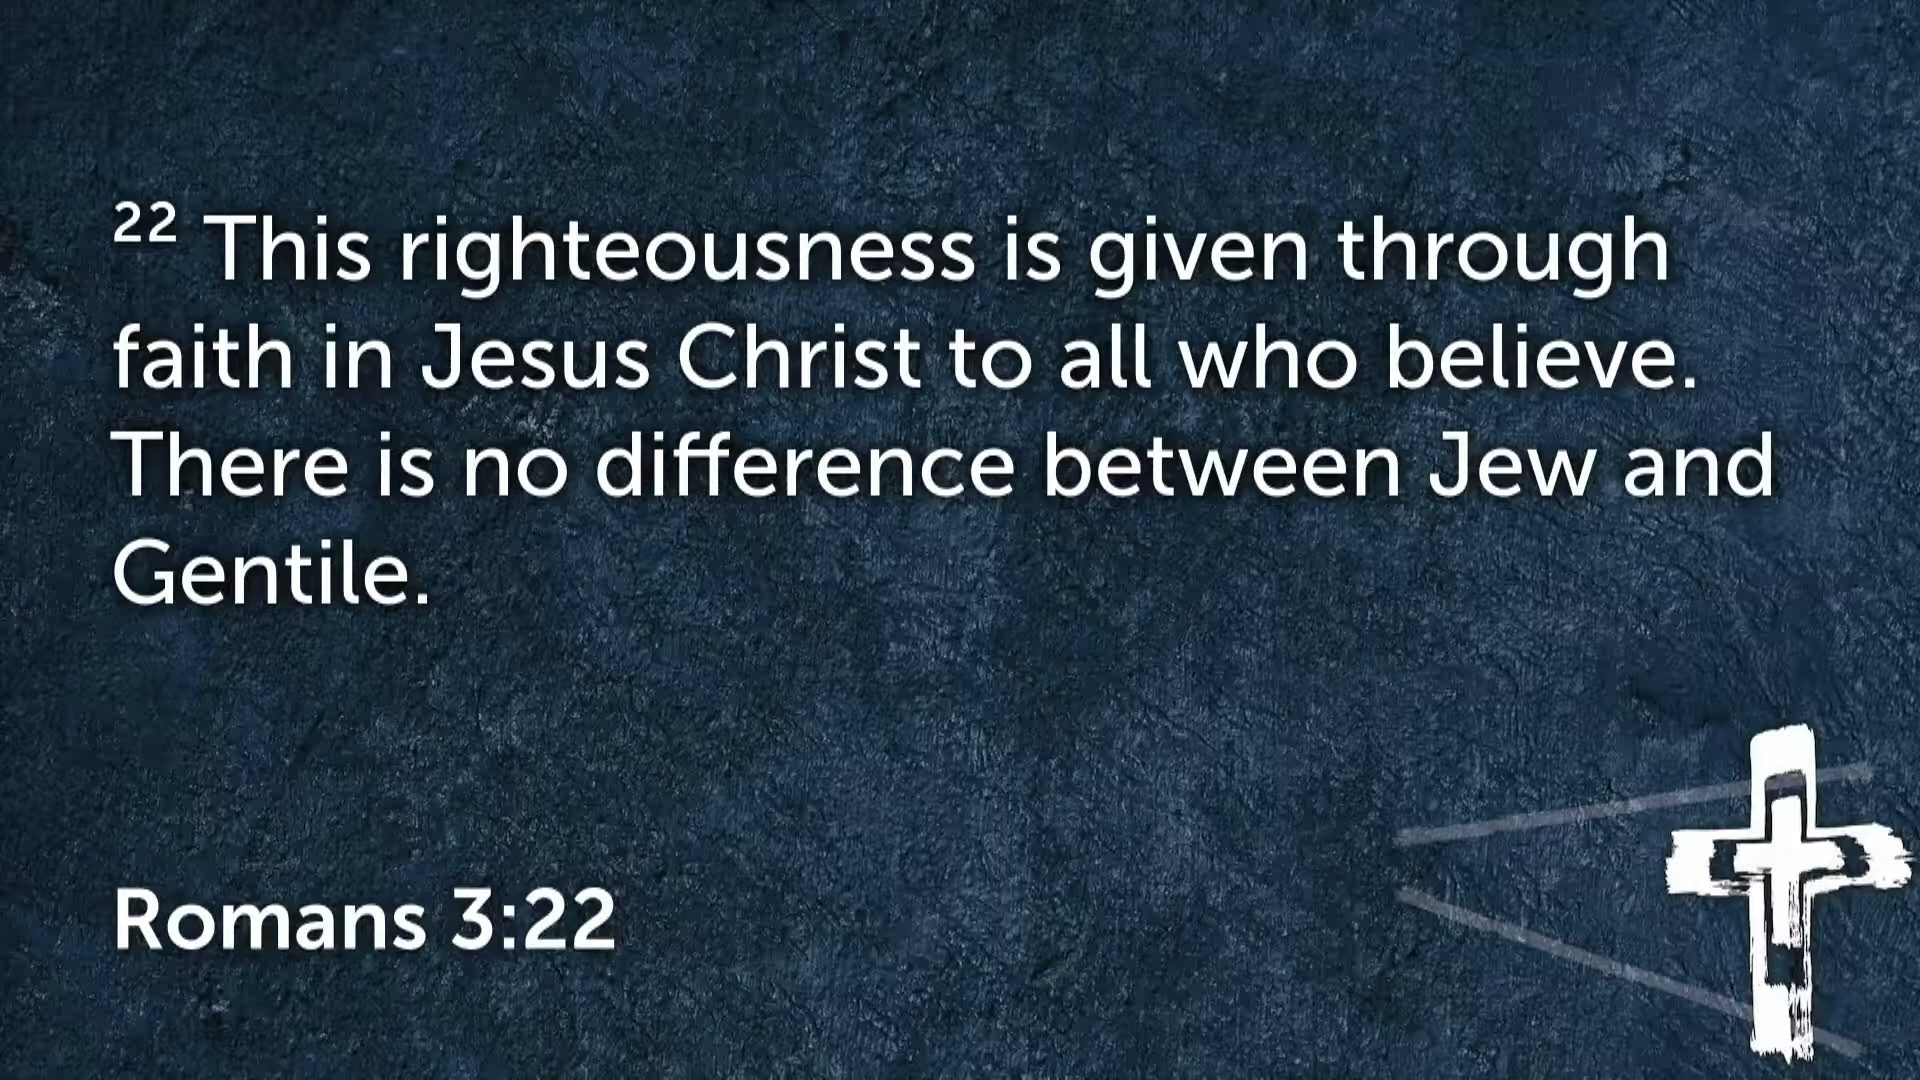 22 This righteousness is given through
faith in Jesus Christ to all who believe.
There is no difference between Jew and
Gentile.
Romans 3:22